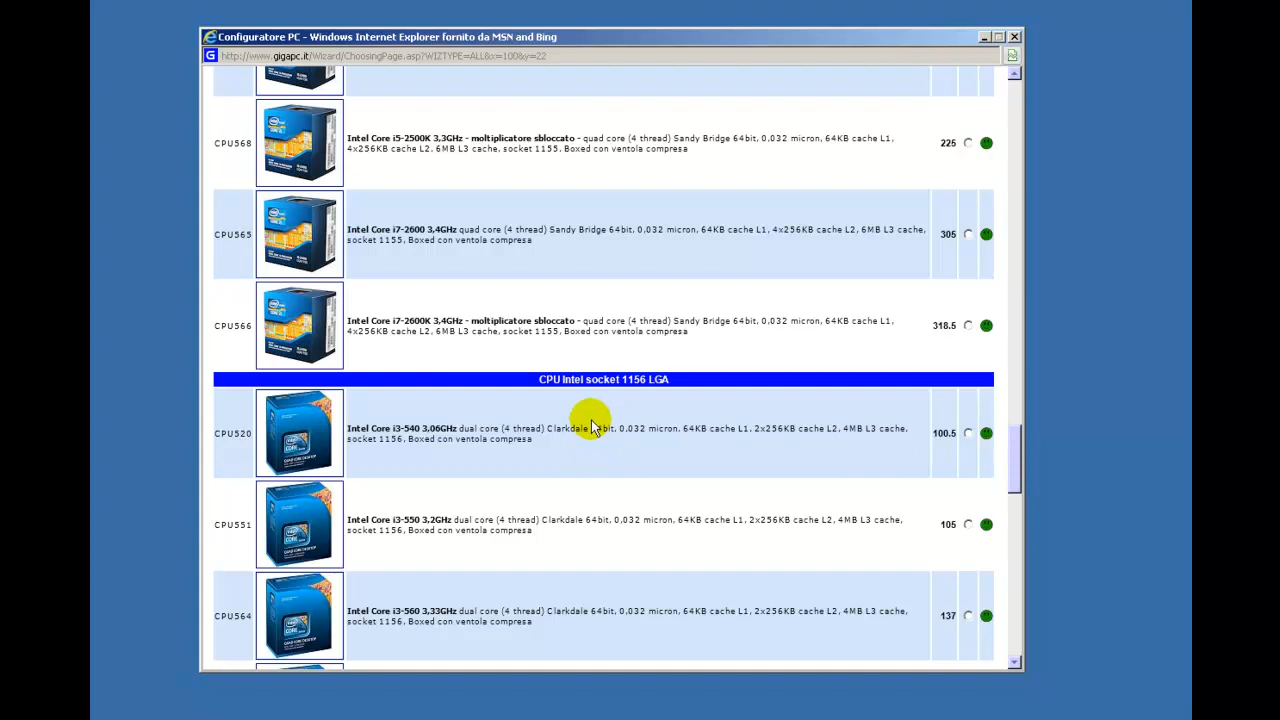 Configuratore PC - Windows Internet Explorer fornito da MSN and Bing
http://www.gigapc.it/Wizard/ChoosingPage.asp?WIZTYPE=ALL&x=100&y=22
CPU568
Intel Core i5-2500K 3,3GHz - moltiplicatore sbloccato - quad core (4 thread) Sandy Bridge 64bit, 0,032 micron, 64KB cache L1,
4x256KB cache L2, 6MB L3 cache, socket 1155, Boxed con ventola compresa
225
CPU565
Intel Core i7-2600 3,4GHz quad core (4 thread) Sandy Bridge 64bit, 0,032 micron, 64KB cache L1, 4x256KB cache L2, 6MB L3 cache,
socket 1155, Boxed con ventola compresa
305
CPU566
Intel Core i7-2600K 3,4GHz - moltiplicatore sbloccato - quad core (4 thread) Sandy Bridge 64bit, 0,032 micron, 64KB cache L1,
4x256KB cache L2, 6MB L3 cache, socket 1155, Boxed con ventola compresa
318.5
CPU Intel socket 1156 LGA
CPU520
Intel Core i3-540 3,06GHz dual core (4 thread) Clarkdale bit, 0,032 micron, 64KB cache L1, 2x256KB cache L2, 4MB L3 cache,
socket 1156, Boxed con ventola compresa
100.5
CPU551
Intel Core i3-550 3,2GHz dual core (4 thread) Clarkdale 64bit, 0,032 micron, 64KB cache L1, 2x256KB cache L2, 4MB L3 cache,
socket 1156, Boxed con ventola compresa
105
CPU564
Intel Core i3-560 3,33GHz dual core (4 thread) Clarkdale 64bit, 0,032 micron, 64KB cache L1, 2x256KB cache L2, 4MB L3 cache,
socket 1156, Boxed con ventola compresa
137